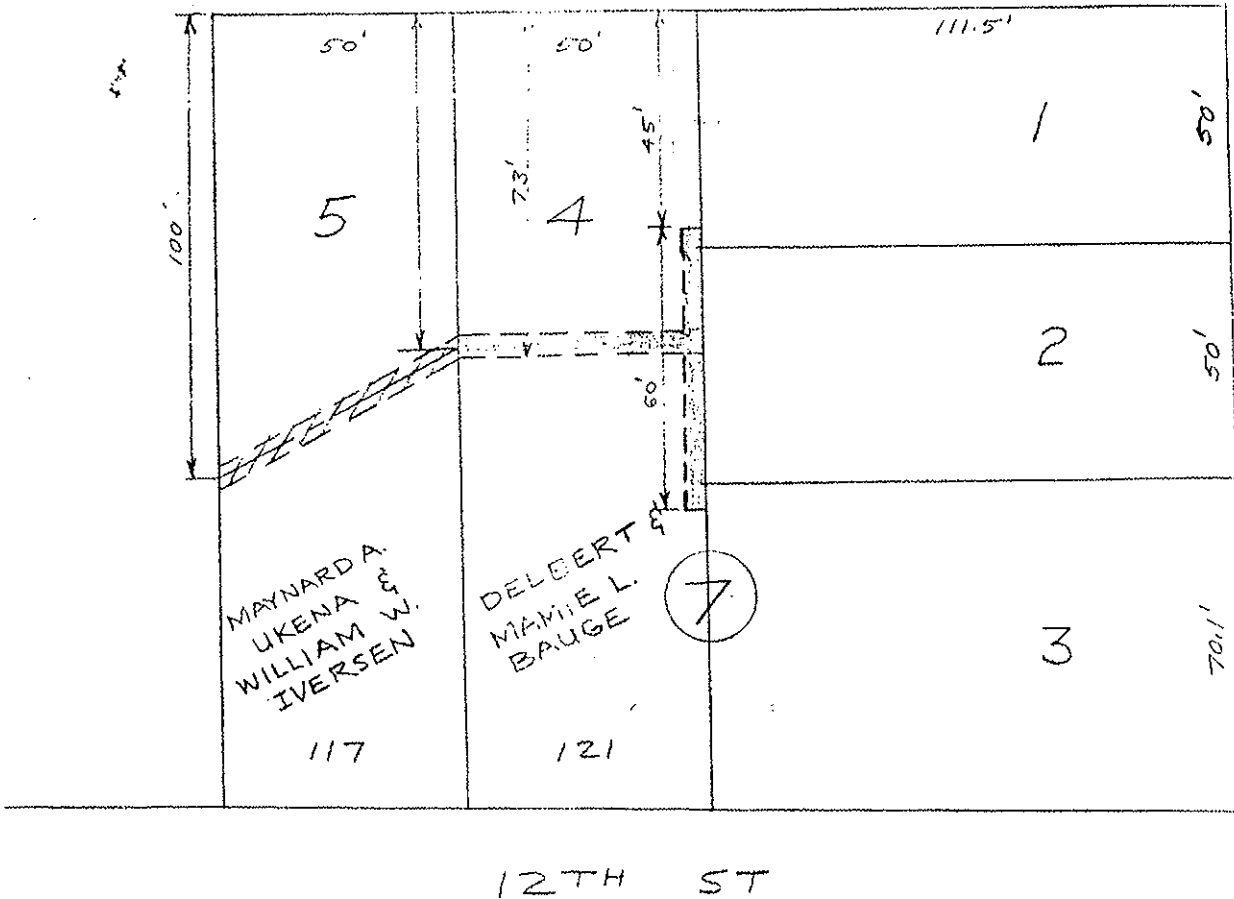 50'
50'
111.5'
1
50'
45'
73'
100'
5
4
2
50'
60'
MAYNARD A.
UKENA &
WILLIAM W.
IVERSEN
DELBERT &
MAMIE L.
BAUGE
7
3
70.1'
117
121
12TH ST